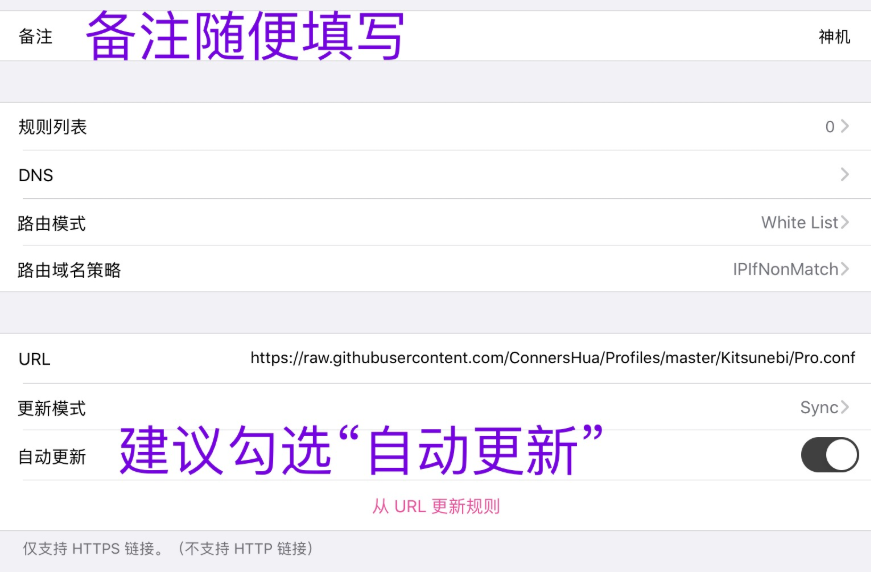 备注 备注随便填写 神机
规则列表 0
DNS
路由模式 White List
路由域名策略 IPIfNonMatch
URL https://raw.githubusercontent.com/ConnersHua/Profiles/master/Kitsunebi/Pro.conf
更新模式 Sync
自动更新 建议勾选“自动更新”
从 URL 更新规则
仅支持 HTTPS 链接。（不支持 HTTP 链接）